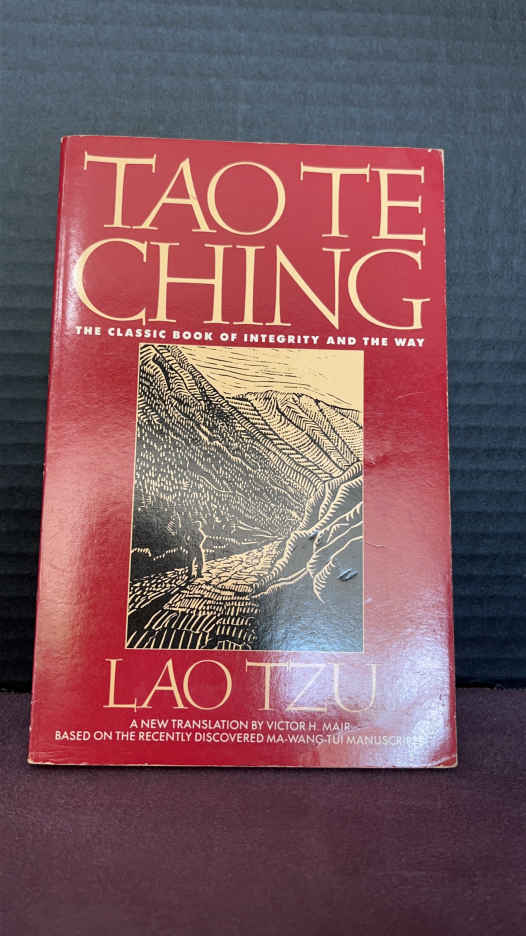 TAO TE
CHING
THE CLASSIC BOOK OF INTEGRITY AND THE WAY
LAO TZU
A NEW TRANSLATION BY VICTOR H. MAIR
BASED ON THE RECENTLY DISCOVERED MA-WANG-TUI MANUSCRIPTS